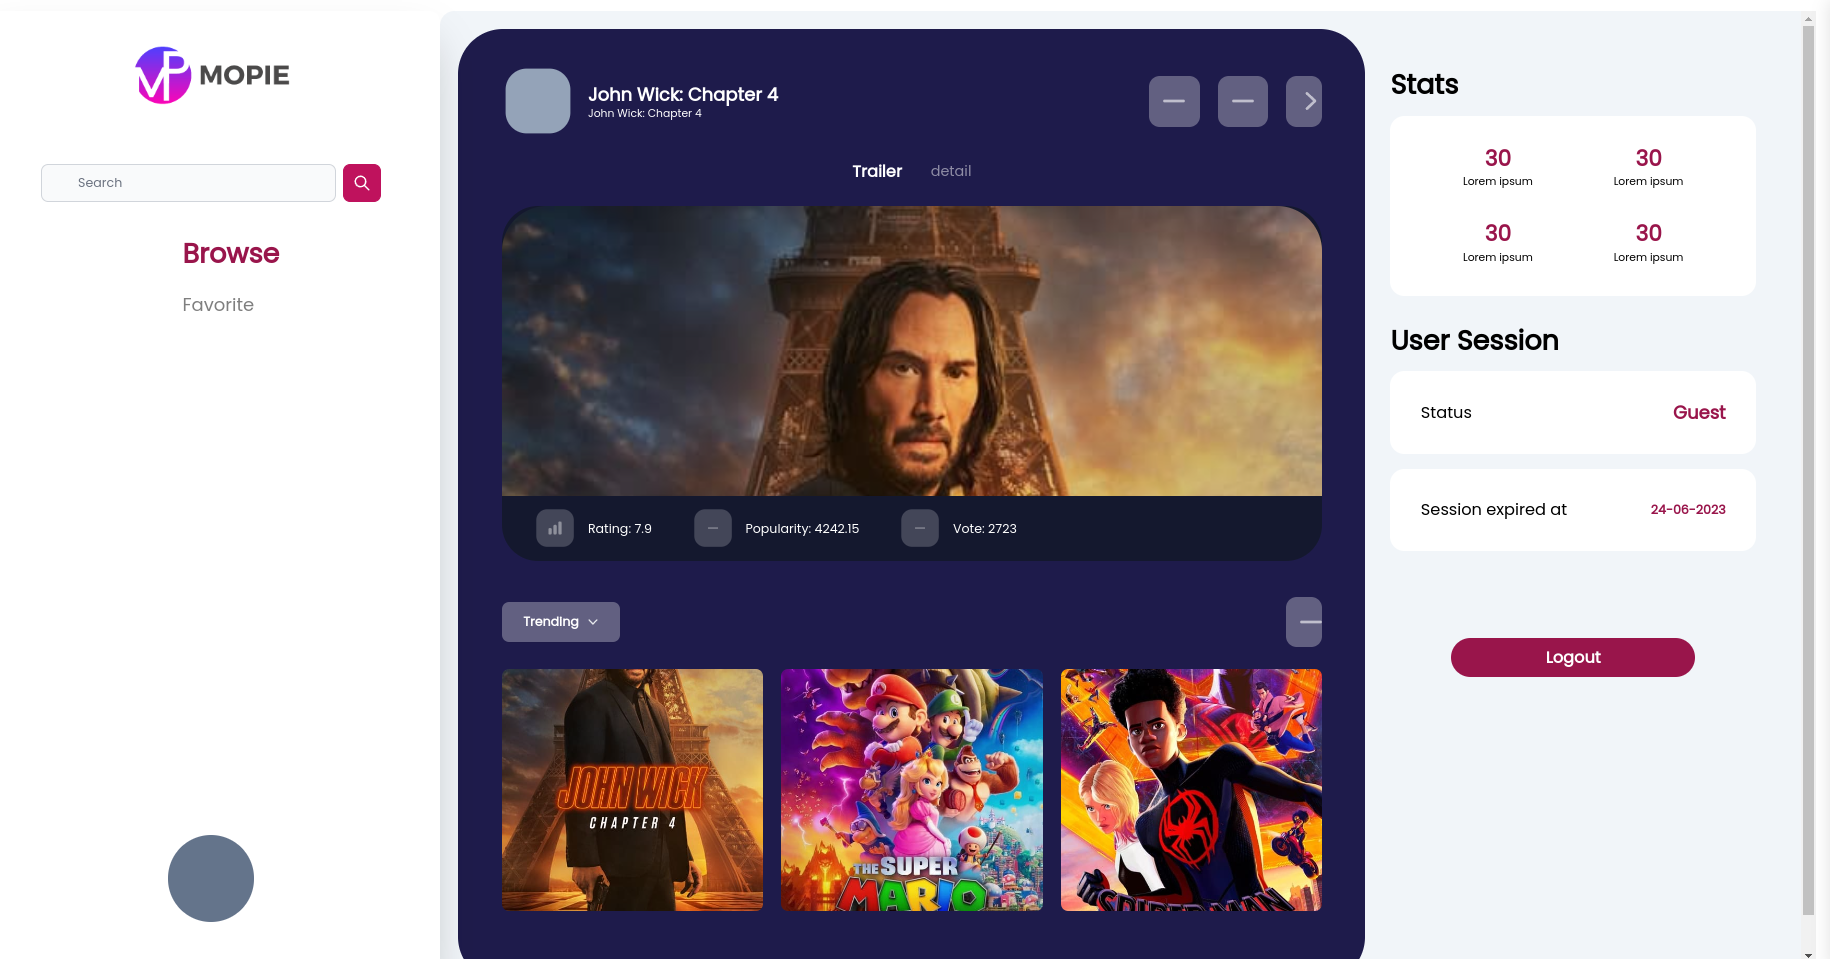 MOPIE
Search
Browse
Favorite
John Wick: Chapter 4
John Wick: Chapter 4
Trailer
detail
Rating: 7.9
Popularity: 4242.15
Vote: 2723
Trending
JOHN WICK
CHAPTER 4
THE SUPER
MARIO
SPIDER-MAN
Stats
30
Lorem ipsum
30
Lorem ipsum
30
Lorem ipsum
30
Lorem ipsum
User Session
Status
Guest
Session expired at
24-06-2023
Logout